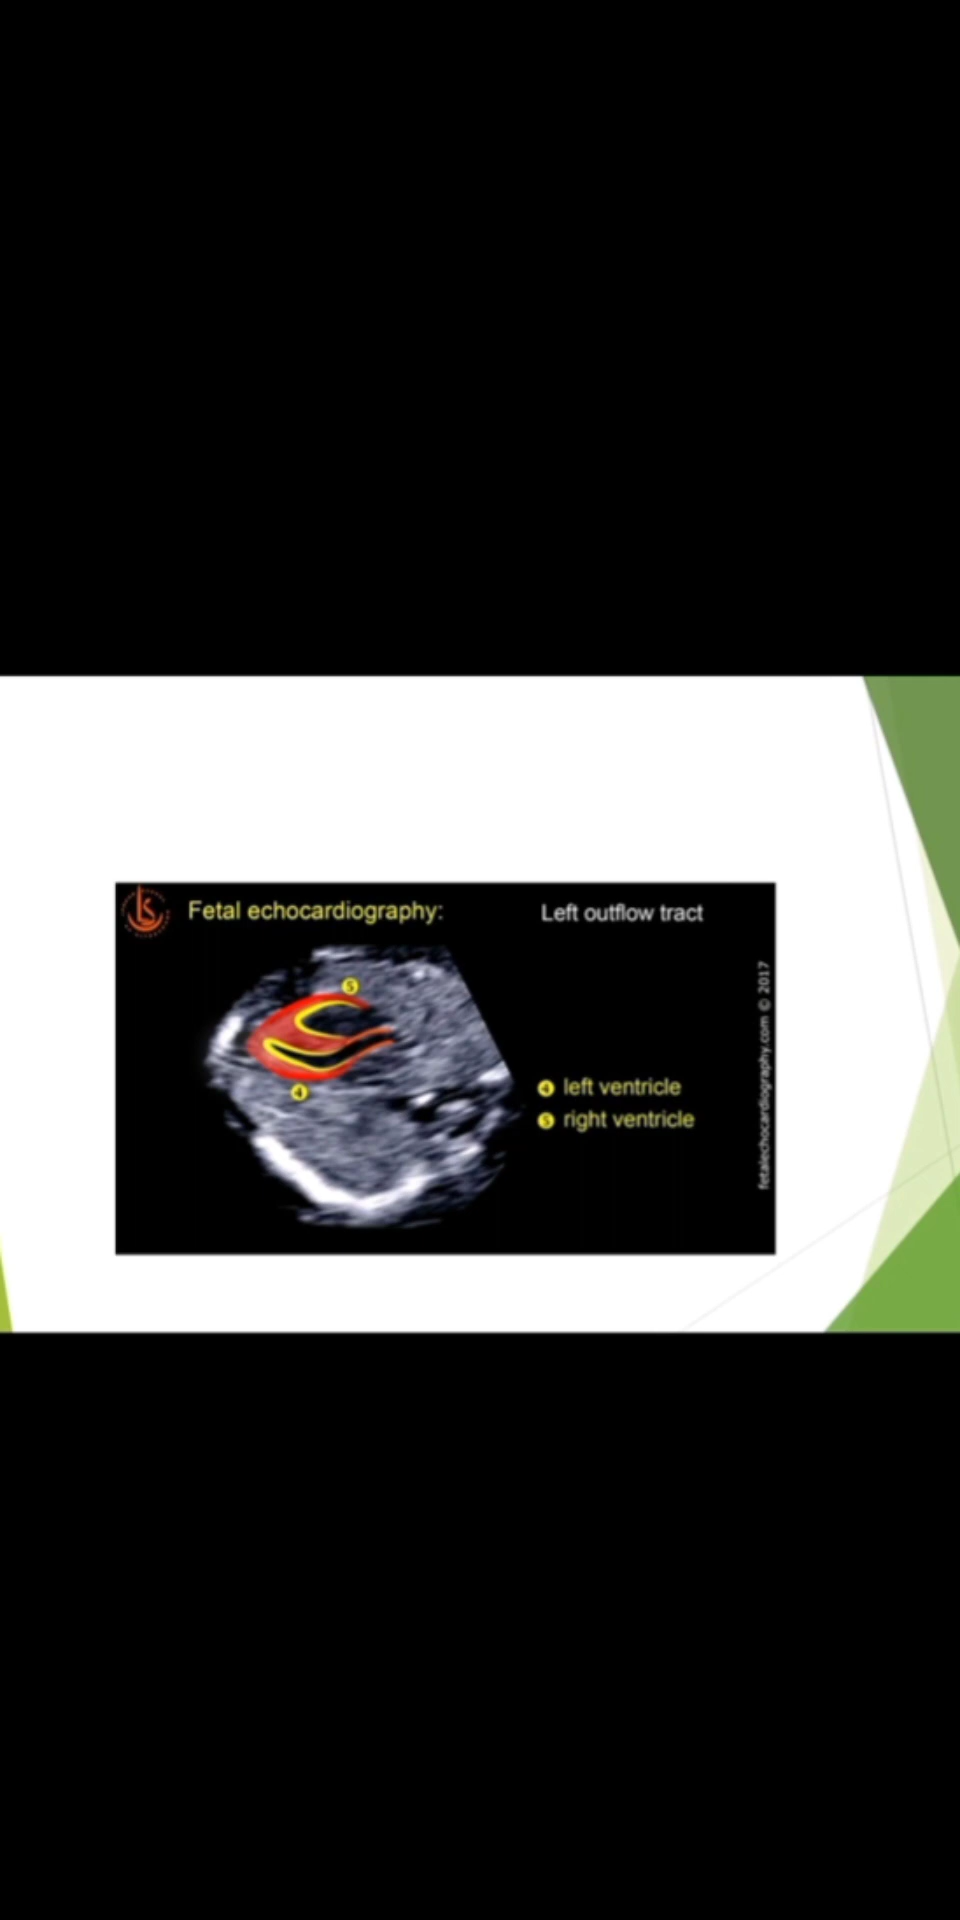 Fetal echocardiography:
Left outflow tract
5
4
4 left ventricle
5 right ventricle
fetalechocardiography.com © 2017